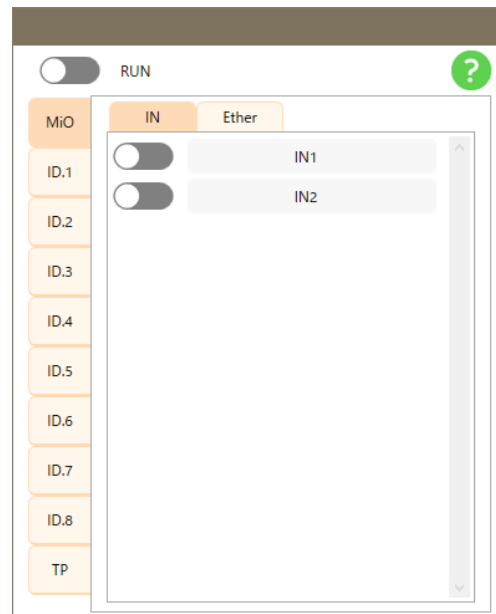 RUN
?
MiO
IN
Ether
ID.1
IN1
ID.2
IN2
ID.3
ID.4
ID.5
ID.6
ID.7
ID.8
TP